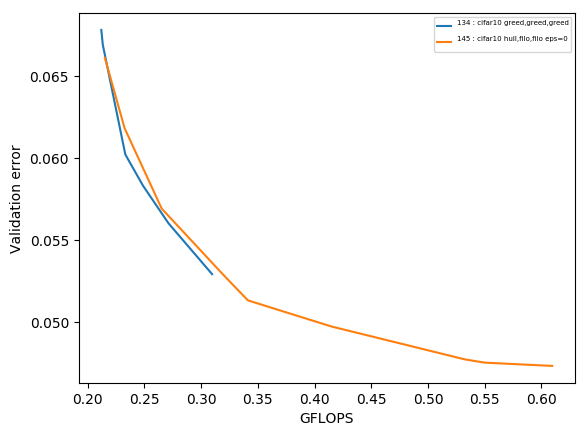 134 : cifar10 greed,greed,greed
145 : cifar10 hull,filo,filo eps=0
0.065
0.060
0.055
0.050
Validation error
0.20 0.25 0.30 0.35 0.40 0.45 0.50 0.55 0.60
GFLOPS